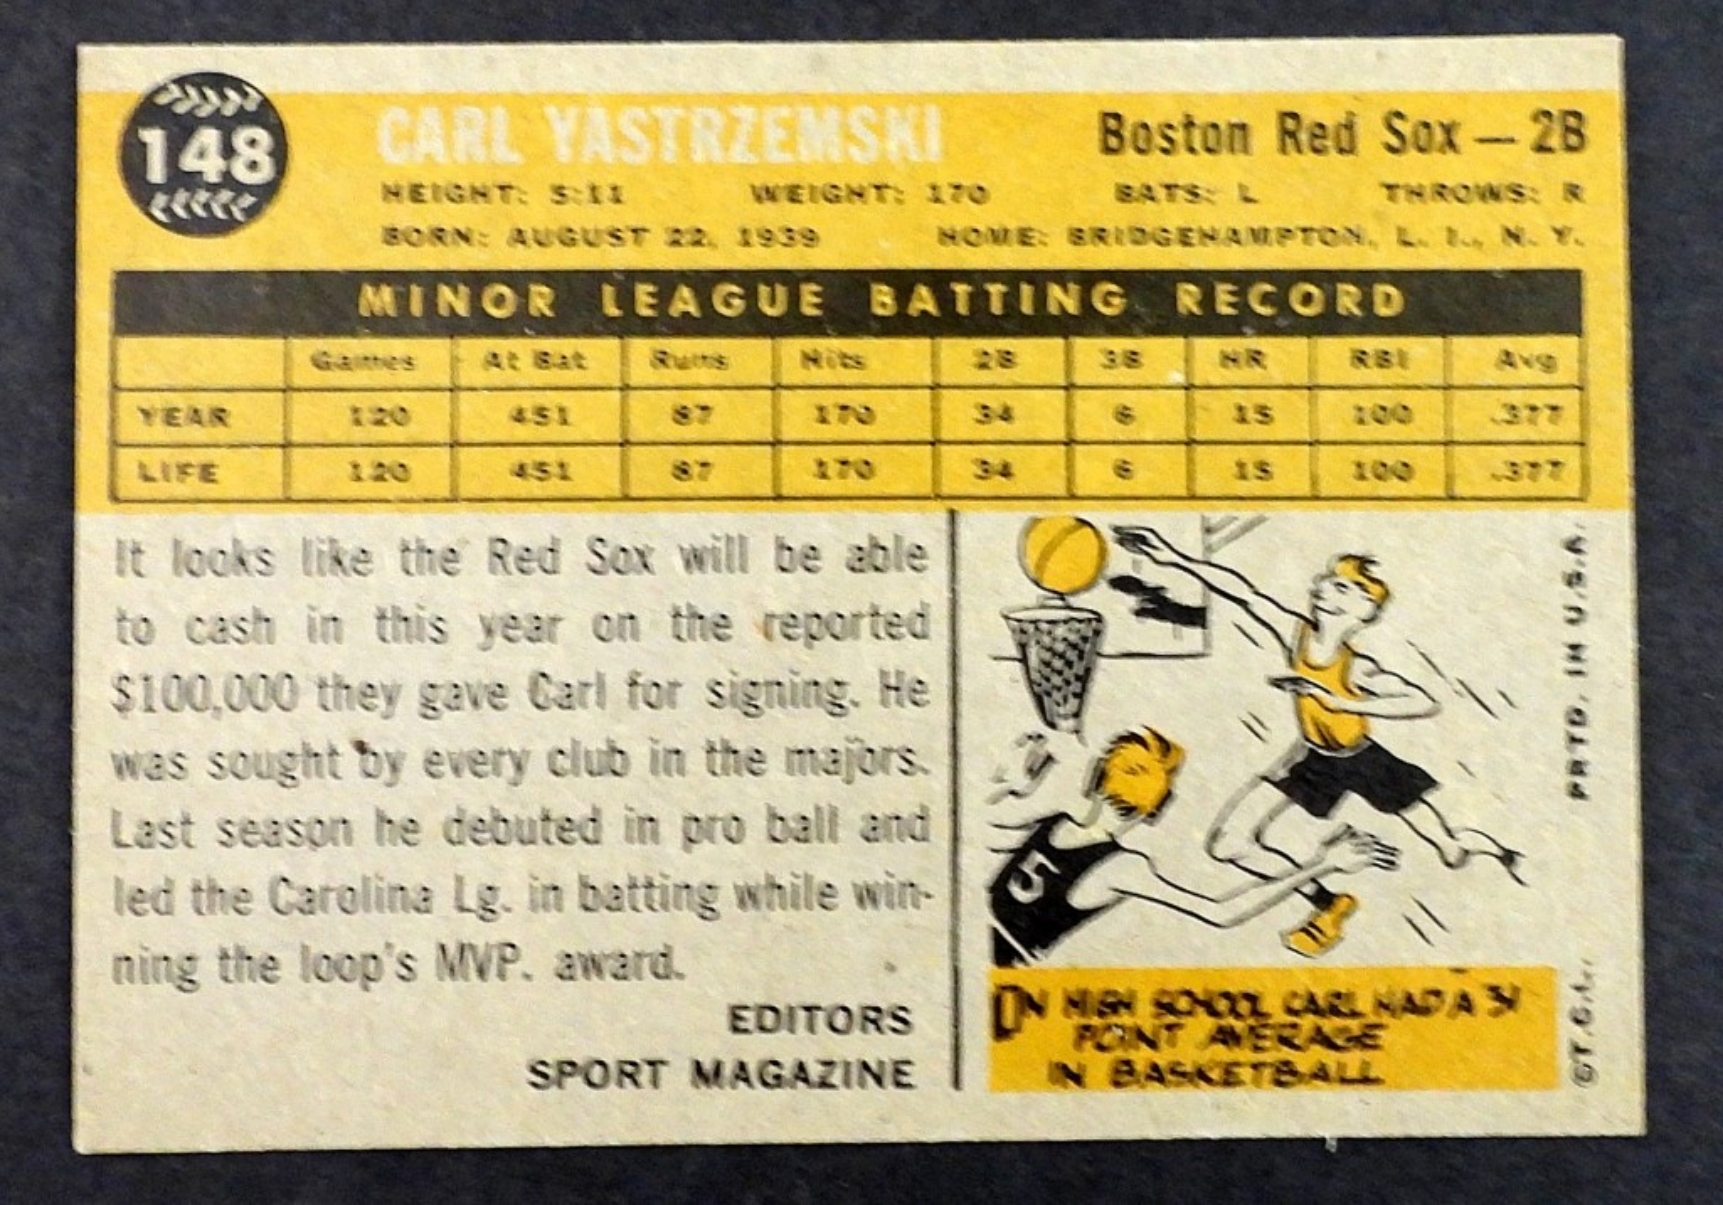 148
CARL YASTRZEMSKI
Boston Red Sox — 2B
HEIGHT: 5:11 WEIGHT: 170 BATS: L THROWS: R
BORN: AUGUST 22, 1939 HOME: BRIDGEHAMPTON, L. I., N. Y.
MINOR LEAGUE BATTING RECORD
Games At Bat Runs Hits 2B 3B HR RBI Avg
YEAR 120 451 87 170 34 6 15 100 .377
LIFE 120 451 87 170 34 6 15 100 .377
It looks like the Red Sox will be able
to cash in this year on the reported
$100,000 they gave Carl for signing. He
was sought by every club in the majors.
Last season he debuted in pro ball and
led the Carolina Lg. in batting while win-
ning the loop's MVP. award.
EDITORS
SPORT MAGAZINE
5
IN HIGH SCHOOL CARL HAD A 31
POINT AVERAGE
IN BASKETBALL
©T.C.G. PRTD. IN U.S.A.